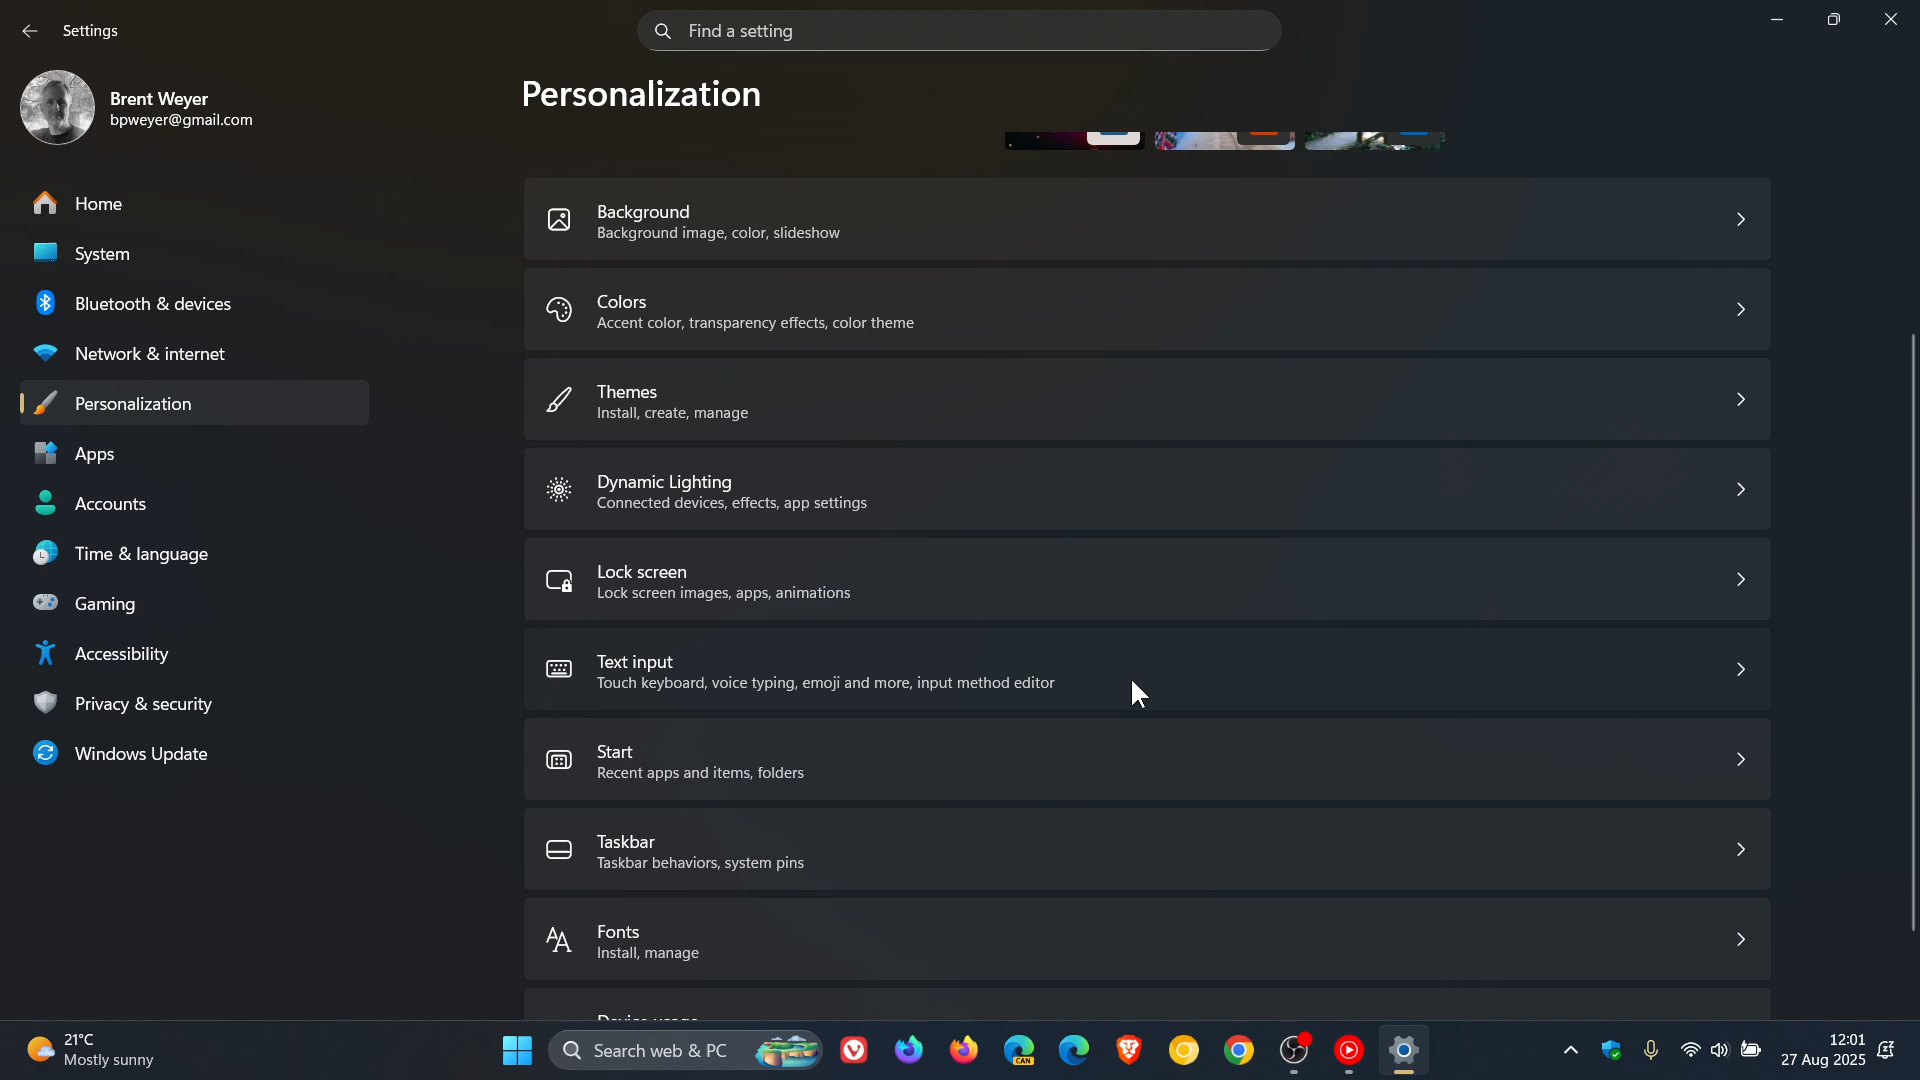 Settings
Find a setting
Brent Weyer
bpweyer@gmail.com
Home
System
Bluetooth & devices
Network & internet
Personalization
Apps
Accounts
Time & language
Gaming
Accessibility
Privacy & security
Windows Update
Personalization
Background
Background image, color, slideshow
Colors
Accent color, transparency effects, color theme
Themes
Install, create, manage
Dynamic Lighting
Connected devices, effects, app settings
Lock screen
Lock screen images, apps, animations
Text input
Touch keyboard, voice typing, emoji and more, input method editor
Start
Recent apps and items, folders
Taskbar
Taskbar behaviors, system pins
Fonts
Install, manage
Device usage
21°C
Mostly sunny
Search web & PC
CAN
12:01
27 Aug 2025